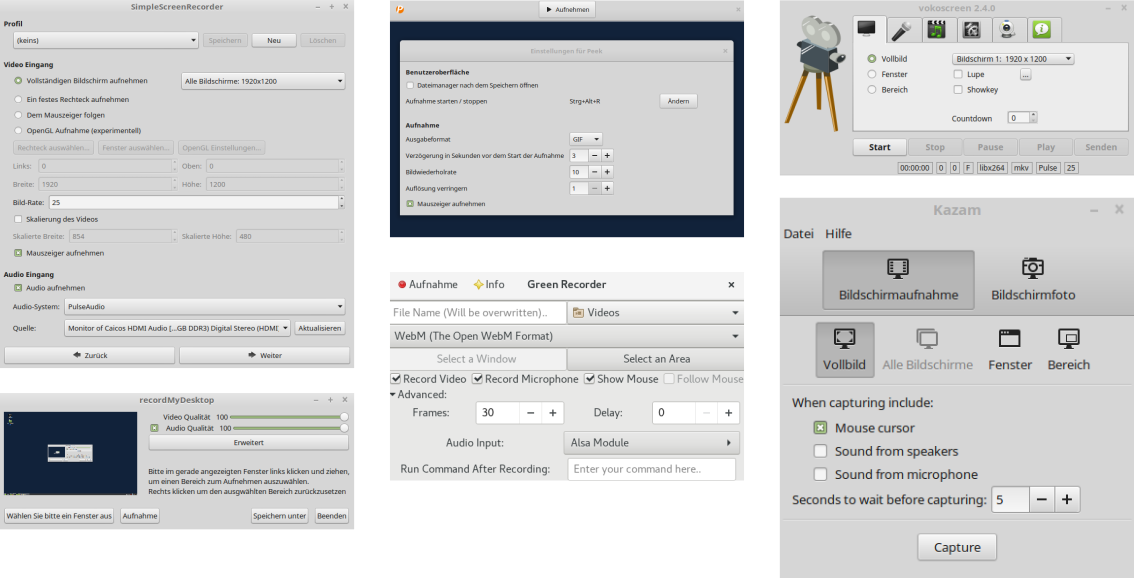 SimpleScreenRecorder
Profil
(keins) Speichern Neu Löschen
Video Eingang
Vollständigen Bildschirm aufnehmen Alle Bildschirme: 1920x1200
Ein festes Rechteck aufnehmen
Dem Mauszeiger folgen
OpenGL Aufnahme (experimentell)
Rechteck auswählen... Fenster auswählen... OpenGL Einstellungen...
Links: 0 Oben: 0
Breite: 1920 Höhe: 1200
Bild-Rate: 25
Skalierung des Videos
Skalierte Breite: 854 Skalierte Höhe: 480
Mauszeiger aufnehmen
Audio Eingang
Audio aufnehmen
Audio-System: PulseAudio
Quelle: Monitor of Caicos HDMI Audio [...GB DDR3) Digital Stereo (HDMI Aktualisieren
Zurück Weiter
recordMyDesktop
Video Qualität 100
Audio Qualität 100
Erweitert
Bitte im gerade angezeigten Fenster links klicken und ziehen,
um einen Bereich zum Aufnehmen auszuwählen.
Rechts klicken um den ausgwählten Bereich zurückzusetzen
Wählen Sie bitte ein Fenster aus Aufnahme Speichern unter Beenden
Aufnehmen
Einstellungen für Peek
Benutzeroberfläche
Dateimanager nach dem Speichern öffnen
Aufnahme starten / stoppen Strg+Alt+R Ändern
Aufnahme
Ausgabeformat GIF
Verzögerung in Sekunden vor dem Start der Aufnahme 3 − +
Bildwiederholrate 10 − +
Auflösung verringern 1 − +
Mauszeiger aufnehmen
Aufnahme Info Green Recorder
File Name (Will be overwritten).. Videos
WebM (The Open WebM Format)
Select a Window Select an Area
Record Video Record Microphone Show Mouse Follow Mouse
Advanced:
Frames: 30 − + Delay: 0 − +
Audio Input: Alsa Module
Run Command After Recording: Enter your command here..
vokoscreen 2.4.0
Vollbild Bildschirm 1: 1920 x 1200
Fenster Lupe ...
Bereich Showkey
Countdown 0
Start Stop Pause Play Senden
00:00:00 0 0 F libx264 mkv Pulse 25
Kazam
Datei Hilfe
Bildschirmaufnahme Bildschirmfoto
Vollbild Alle Bildschirme Fenster Bereich
When capturing include:
Mouse cursor
Sound from speakers
Sound from microphone
Seconds to wait before capturing: 5 − +
Capture